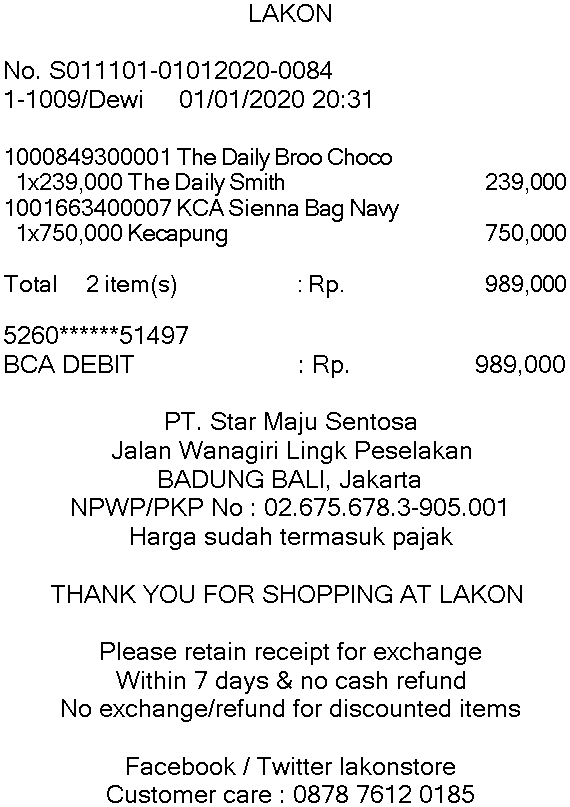 LAKON
No. S011101-01012020-0084
1-1009/Dewi 01/01/2020 20:31
1000849300001 The Daily Broo Choco
1x239,000 The Daily Smith 239,000
1001663400007 KCA Sienna Bag Navy
1x750,000 Kecapung 750,000
Total 2 item(s) : Rp. 989,000
5260******51497
BCA DEBIT : Rp. 989,000
PT. Star Maju Sentosa
Jalan Wanagiri Lingk Peselakan
BADUNG BALI, Jakarta
NPWP/PKP No : 02.675.678.3-905.001
Harga sudah termasuk pajak
THANK YOU FOR SHOPPING AT LAKON
Please retain receipt for exchange
Within 7 days & no cash refund
No exchange/refund for discounted items
Facebook / Twitter lakonstore
Customer care : 0878 7612 0185